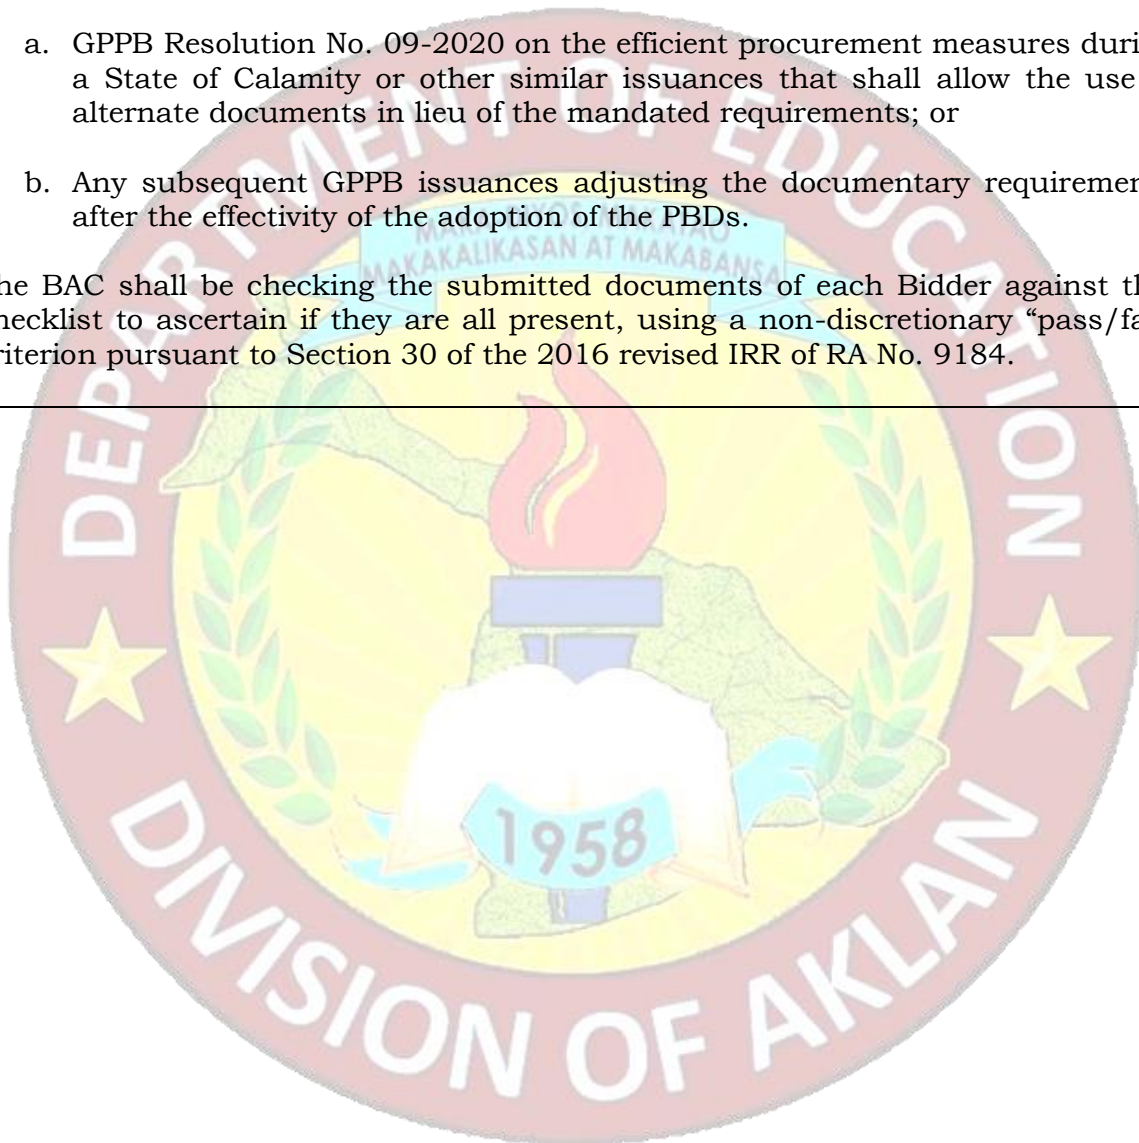 a. GPPB Resolution No. 09-2020 on the efficient procurement measures duri
a State of Calamity or other similar issuances that shall allow the use
alternate documents in lieu of the mandated requirements; or
b. Any subsequent GPPB issuances adjusting the documentary requiremen
after the effectivity of the adoption of the PBDs.
he BAC shall be checking the submitted documents of each Bidder against th
hecklist to ascertain if they are all present, using a non-discretionary “pass/fa
riterion pursuant to Section 30 of the 2016 revised IRR of RA No. 9184.
DEPARTMENT OF EDUCATION
MAKAKALIKASAN AT MAKABANSA
1958
DIVISION OF AKLAN